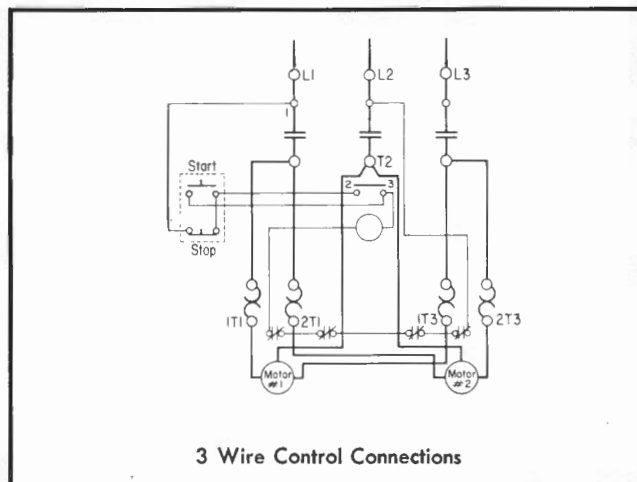 L1 L2 L3
1
T2
Start
2 3
Stop
1T1 2T1 1T3 2T3
Motor #1 Motor #2
3 Wire Control Connections